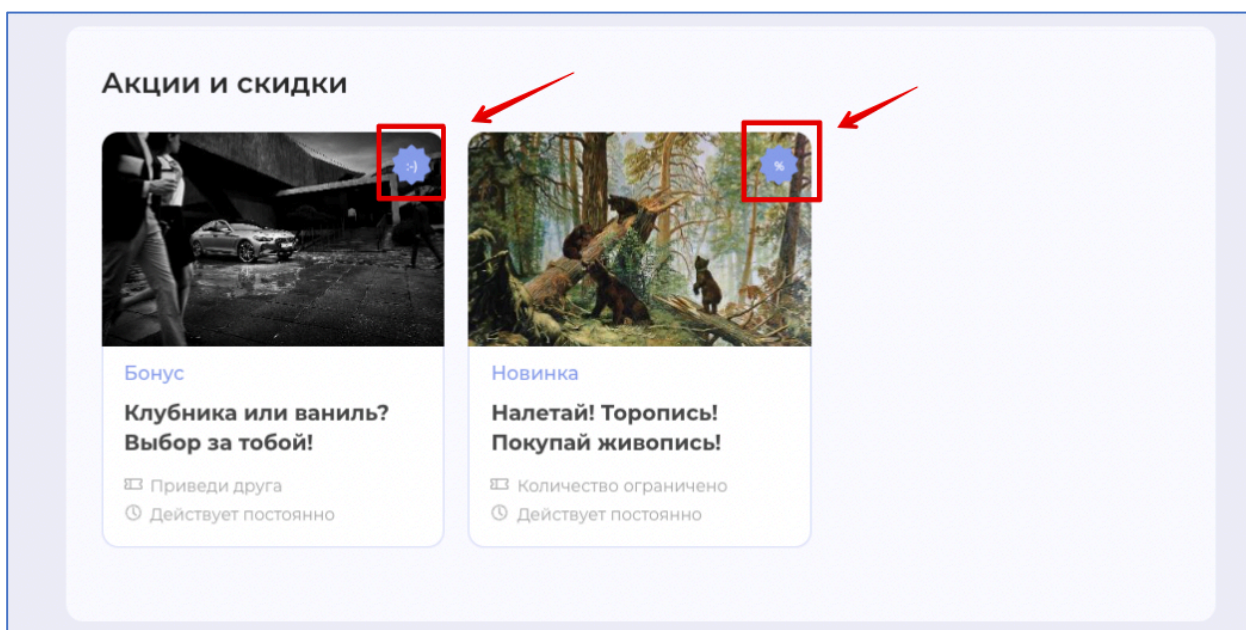 Акции и скидки
:-)
%
Бонус
Клубника или ваниль?
Выбор за тобой!
Приведи друга
Действует постоянно
Новинка
Налетай! Торопись!
Покупай живопись!
Количество ограничено
Действует постоянно